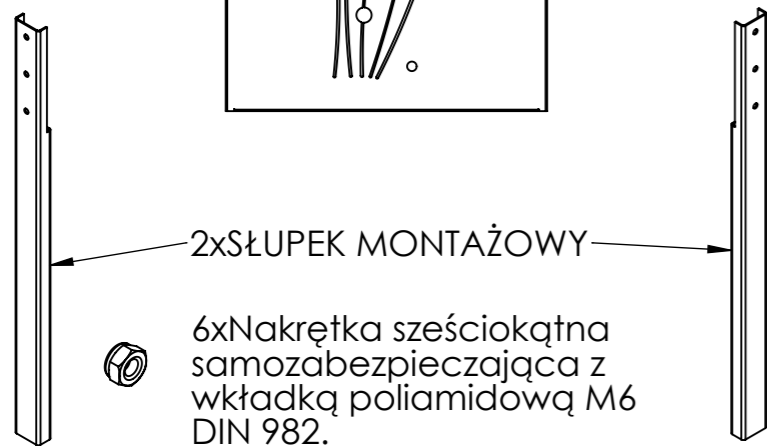 2xSŁUPEK MONTAŻOWY
6xNakrętka sześciokątna
samozabezpieczająca z
wkładką poliamidową M6
DIN 982.